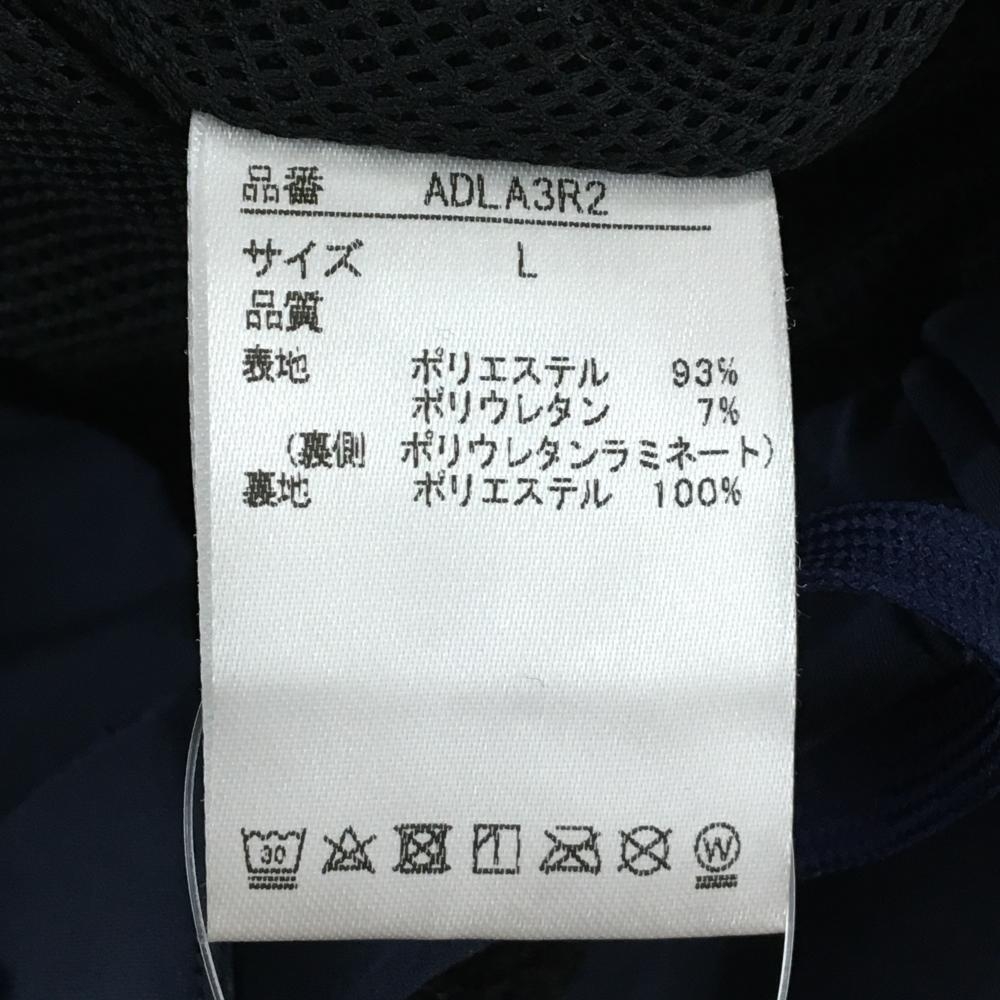 品番 ADLA3R2
サイズ L
品質
表地 ポリエステル 93%
ポリウレタン 7%
(裏側 ポリウレタンラミネート)
裏地 ポリエステル 100%
30
W